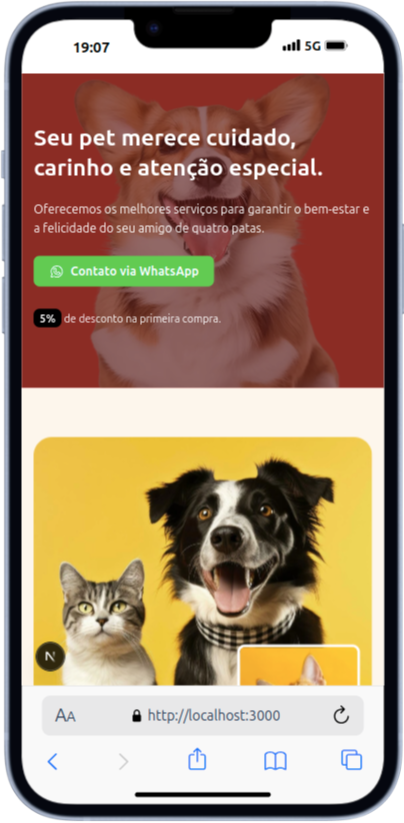 19:07
5G
Seu pet merece cuidado,
carinho e atenção especial.
Oferecemos os melhores serviços para garantir o bem-estar e
a felicidade do seu amigo de quatro patas.
Contato via WhatsApp
5% de desconto na primeira compra.
N
AA http://localhost:3000